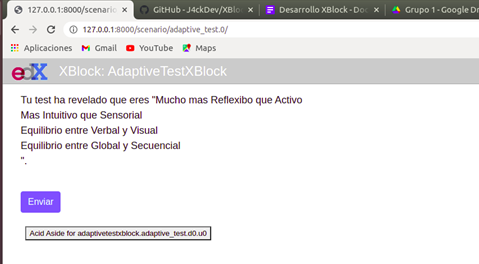 127.0.0.1:8000/scenario
GitHub - J4ckDev/XBlo
Desarrollo XBlock - Doc
Grupo 1 - Google Dr
127.0.0.1:8000/scenario/adaptive_test.0/
Aplicaciones
Gmail
YouTube
Maps
edX
XBlock: AdaptiveTestXBlock
Tu test ha revelado que eres "Mucho mas Reflexibo que Activo
Mas Intuitivo que Sensorial
Equilibrio entre Verbal y Visual
Equilibrio entre Global y Secuencial
".
Enviar
Acid Aside for adaptivetestxblock.adaptive_test.d0.u0